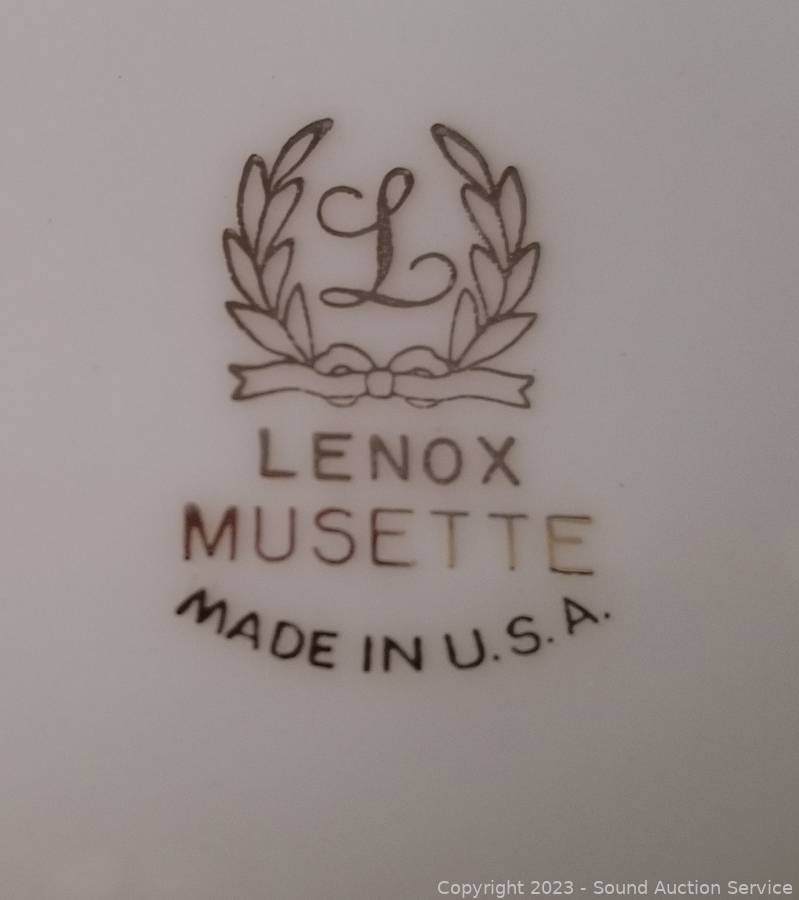 L
LENOX
MUSETTE
MADE IN U.S.A.
Copyright 2023 - Sound Auction Service